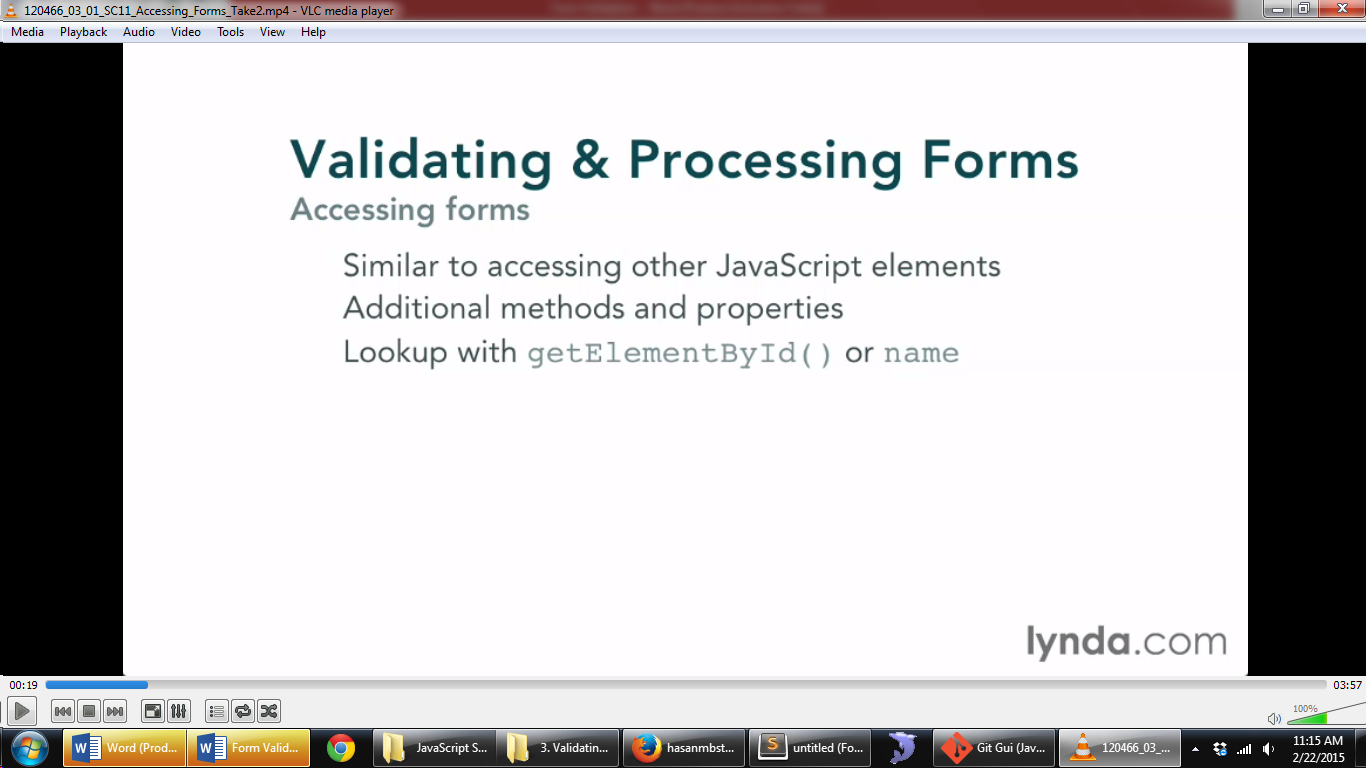 120466_03_01_SC11_Accessing_Forms_Take2.mp4 - VLC media player
Media Playback Audio Video Tools View Help
Validating & Processing Forms
Accessing forms
Similar to accessing other JavaScript elements
Additional methods and properties
Lookup with getElementById() or name
lynda.com
00:19 03:57
100%
Word (Prod... Form Valid... JavaScript S... 3. Validatin... hasanmbst... untitled (Fo... Git Gui (Jav... 120466_03_...
11:15 AM
2/22/2015